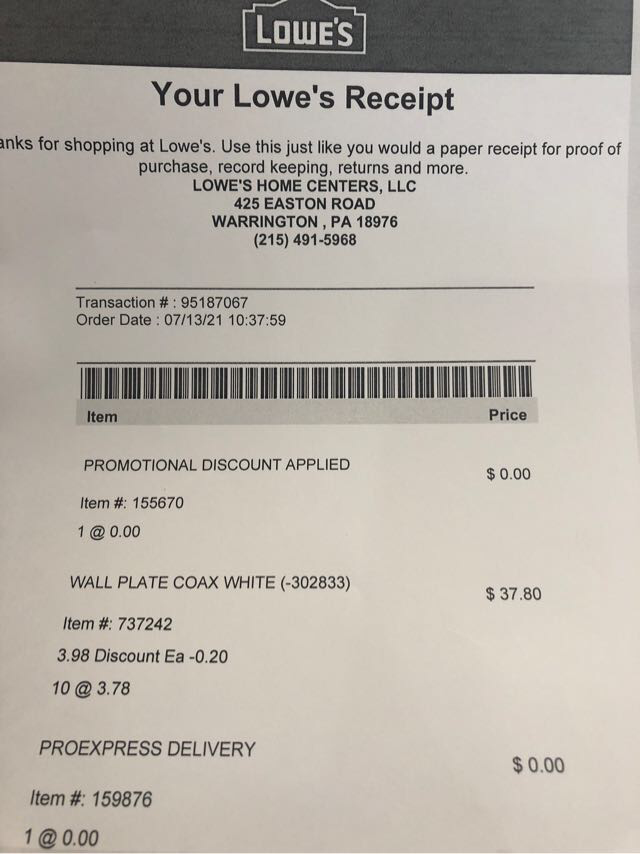 LOWE'S
Your Lowe's Receipt
anks for shopping at Lowe's. Use this just like you would a paper receipt for proof of
purchase, record keeping, returns and more.
LOWE'S HOME CENTERS, LLC
425 EASTON ROAD
WARRINGTON , PA 18976
(215) 491-5968
Transaction # : 95187067
Order Date : 07/13/21 10:37:59
Item Price
PROMOTIONAL DISCOUNT APPLIED $ 0.00
Item #: 155670
1 @ 0.00
WALL PLATE COAX WHITE (-302833) $ 37.80
Item #: 737242
3.98 Discount Ea -0.20
10 @ 3.78
PROEXPRESS DELIVERY $ 0.00
Item #: 159876
1 @ 0.00